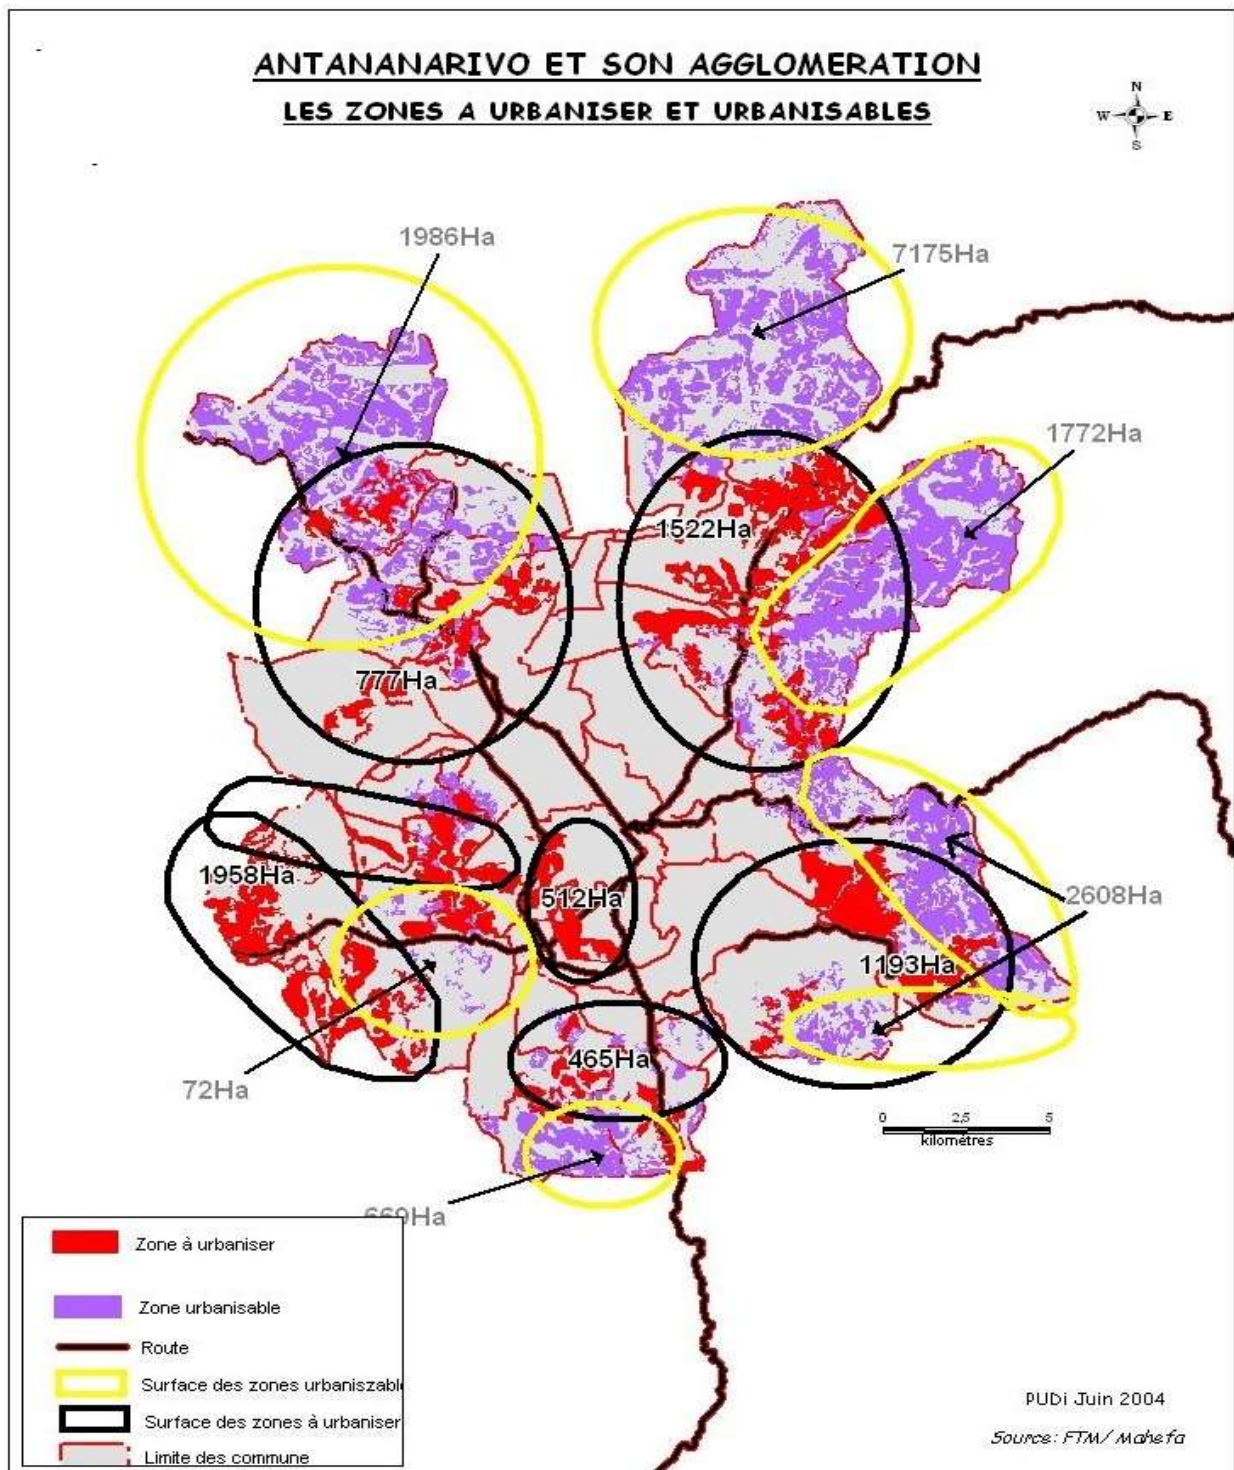 ANTANANARIVO ET SON AGGLOMERATION
LES ZONES A URBANISER ET URBANISABLES
N
W E
S
1986Ha
7175Ha
1772Ha
1522Ha
777Ha
1958Ha
512Ha
2608Ha
1193Ha
465Ha
72Ha
669Ha
0 2,5 5
kilométres
Zone à urbaniser
Zone urbanisable
Route
Surface des zones urbaniszabl
Surface des zones à urbaniser
Limite des commune
PUDi Juin 2004
Source: FTM/ Mahefa